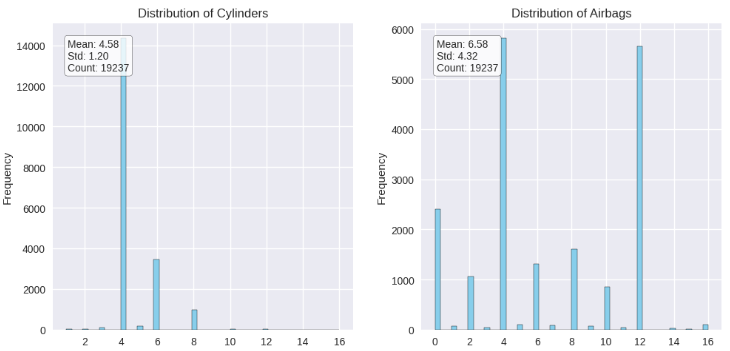 Distribution of Cylinders
Mean: 4.58
Std: 1.20
Count: 19237
14000
12000
10000
8000
6000
4000
2000
0
Frequency
2 4 6 8 10 12 14 16
Distribution of Airbags
Mean: 6.58
Std: 4.32
Count: 19237
6000
5000
4000
3000
2000
1000
0
Frequency
0 2 4 6 8 10 12 14 16